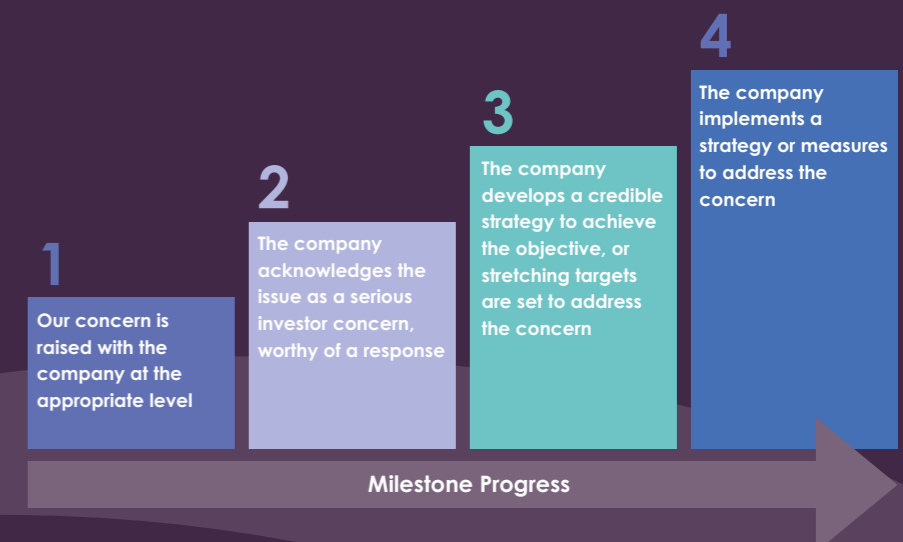 1
Our concern is
raised with the
company at the
appropriate level
2
The company
acknowledges the
issue as a serious
investor concern,
worthy of a response
3
The company
develops a credible
strategy to achieve
the objective, or
stretching targets
are set to address
the concern
4
The company
implements a
strategy or measures
to address the
concern
Milestone Progress